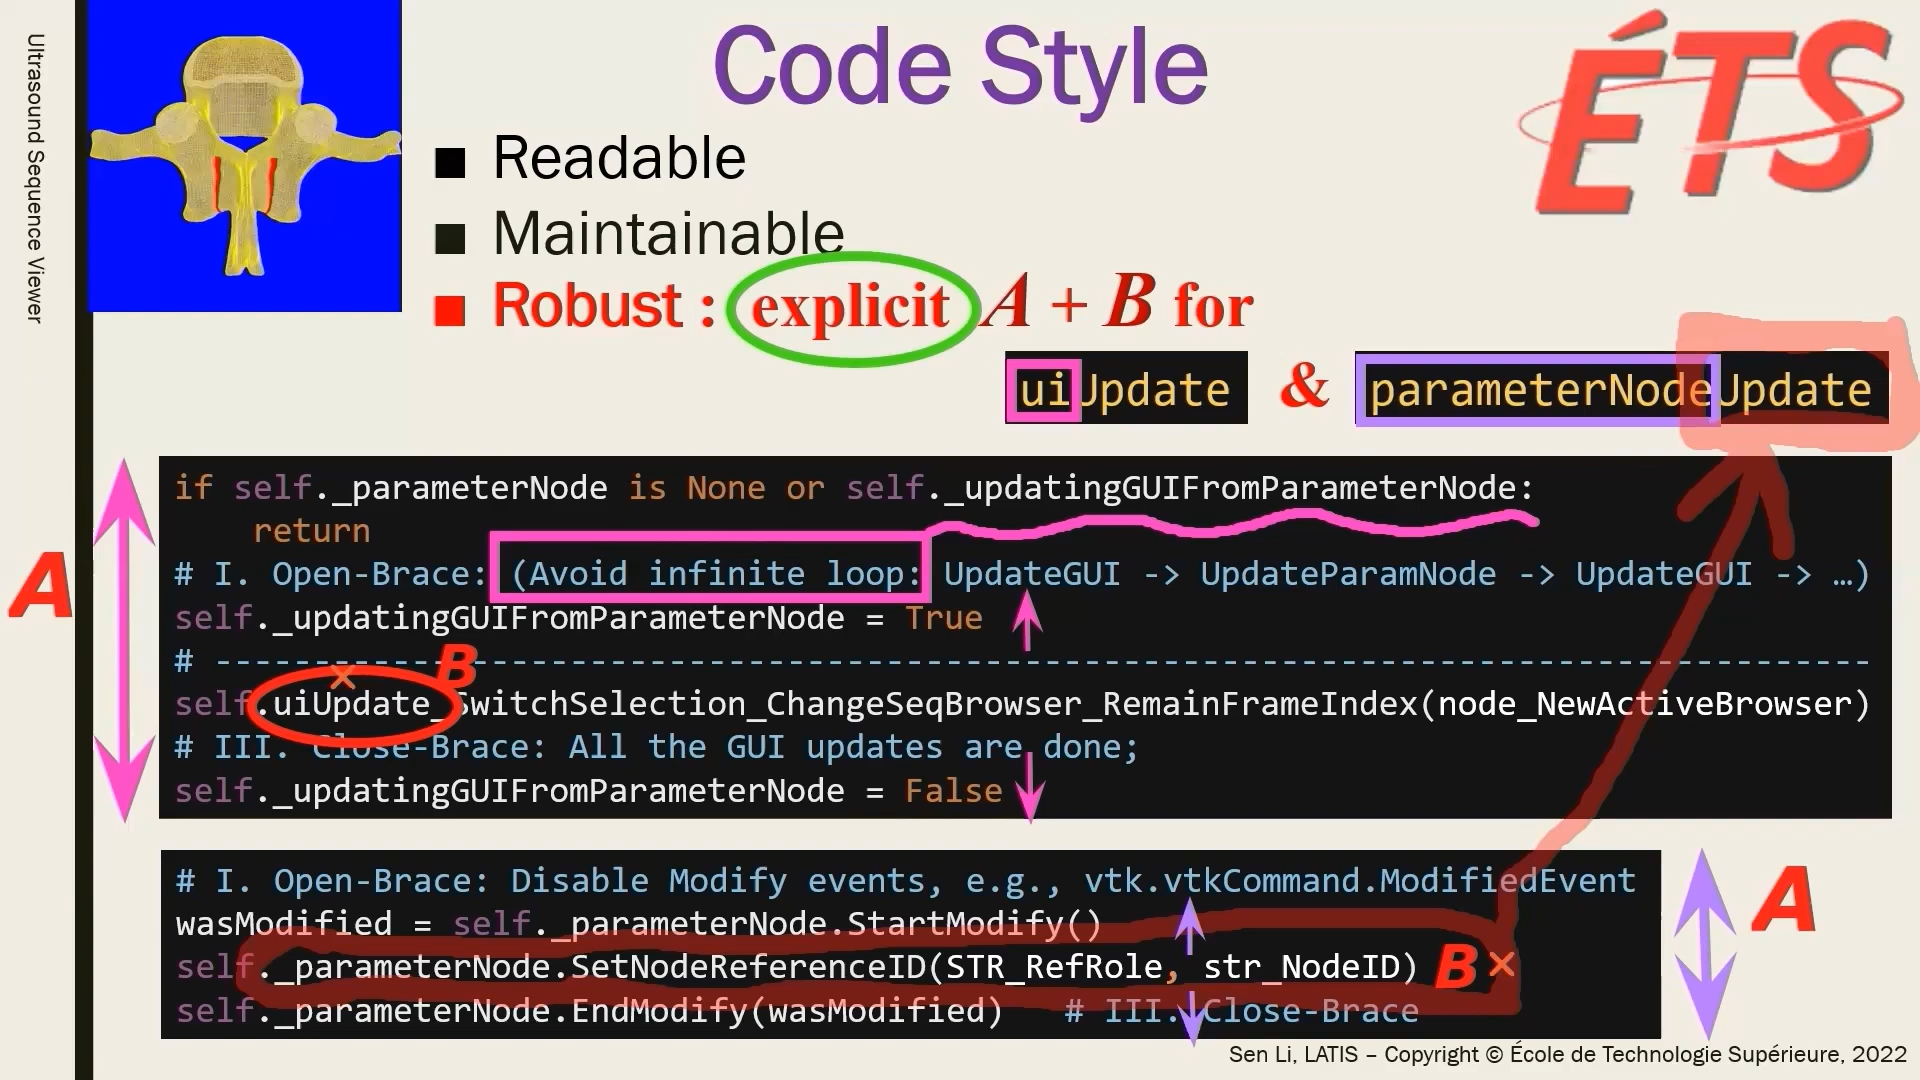 Ultrasound Sequence Viewer
Code Style
ÉTS
■ Readable
■ Maintainable
■ Robust : explicit A + B for
uiUpdate & parameterNodeUpdate
if self._parameterNode is None or self._updatingGUIFromParameterNode:
return
# I. Open-Brace: (Avoid infinite loop: UpdateGUI -> UpdateParamNode -> UpdateGUI -> …)
self._updatingGUIFromParameterNode = True
# -------------------------------------------------------------------------------------
self.uiUpdate_SwitchSelection_ChangeSeqBrowser_RemainFrameIndex(node_NewActiveBrowser)
# III. Close-Brace: All the GUI updates are done;
self._updatingGUIFromParameterNode = False
A
B
# I. Open-Brace: Disable Modify events, e.g., vtk.vtkCommand.ModifiedEvent
wasModified = self._parameterNode.StartModify()
self._parameterNode.SetNodeReferenceID(STR_RefRole, str_NodeID) B
self._parameterNode.EndModify(wasModified) # III. Close-Brace
A
Sen Li, LATIS – Copyright © École de Technologie Supérieure, 2022